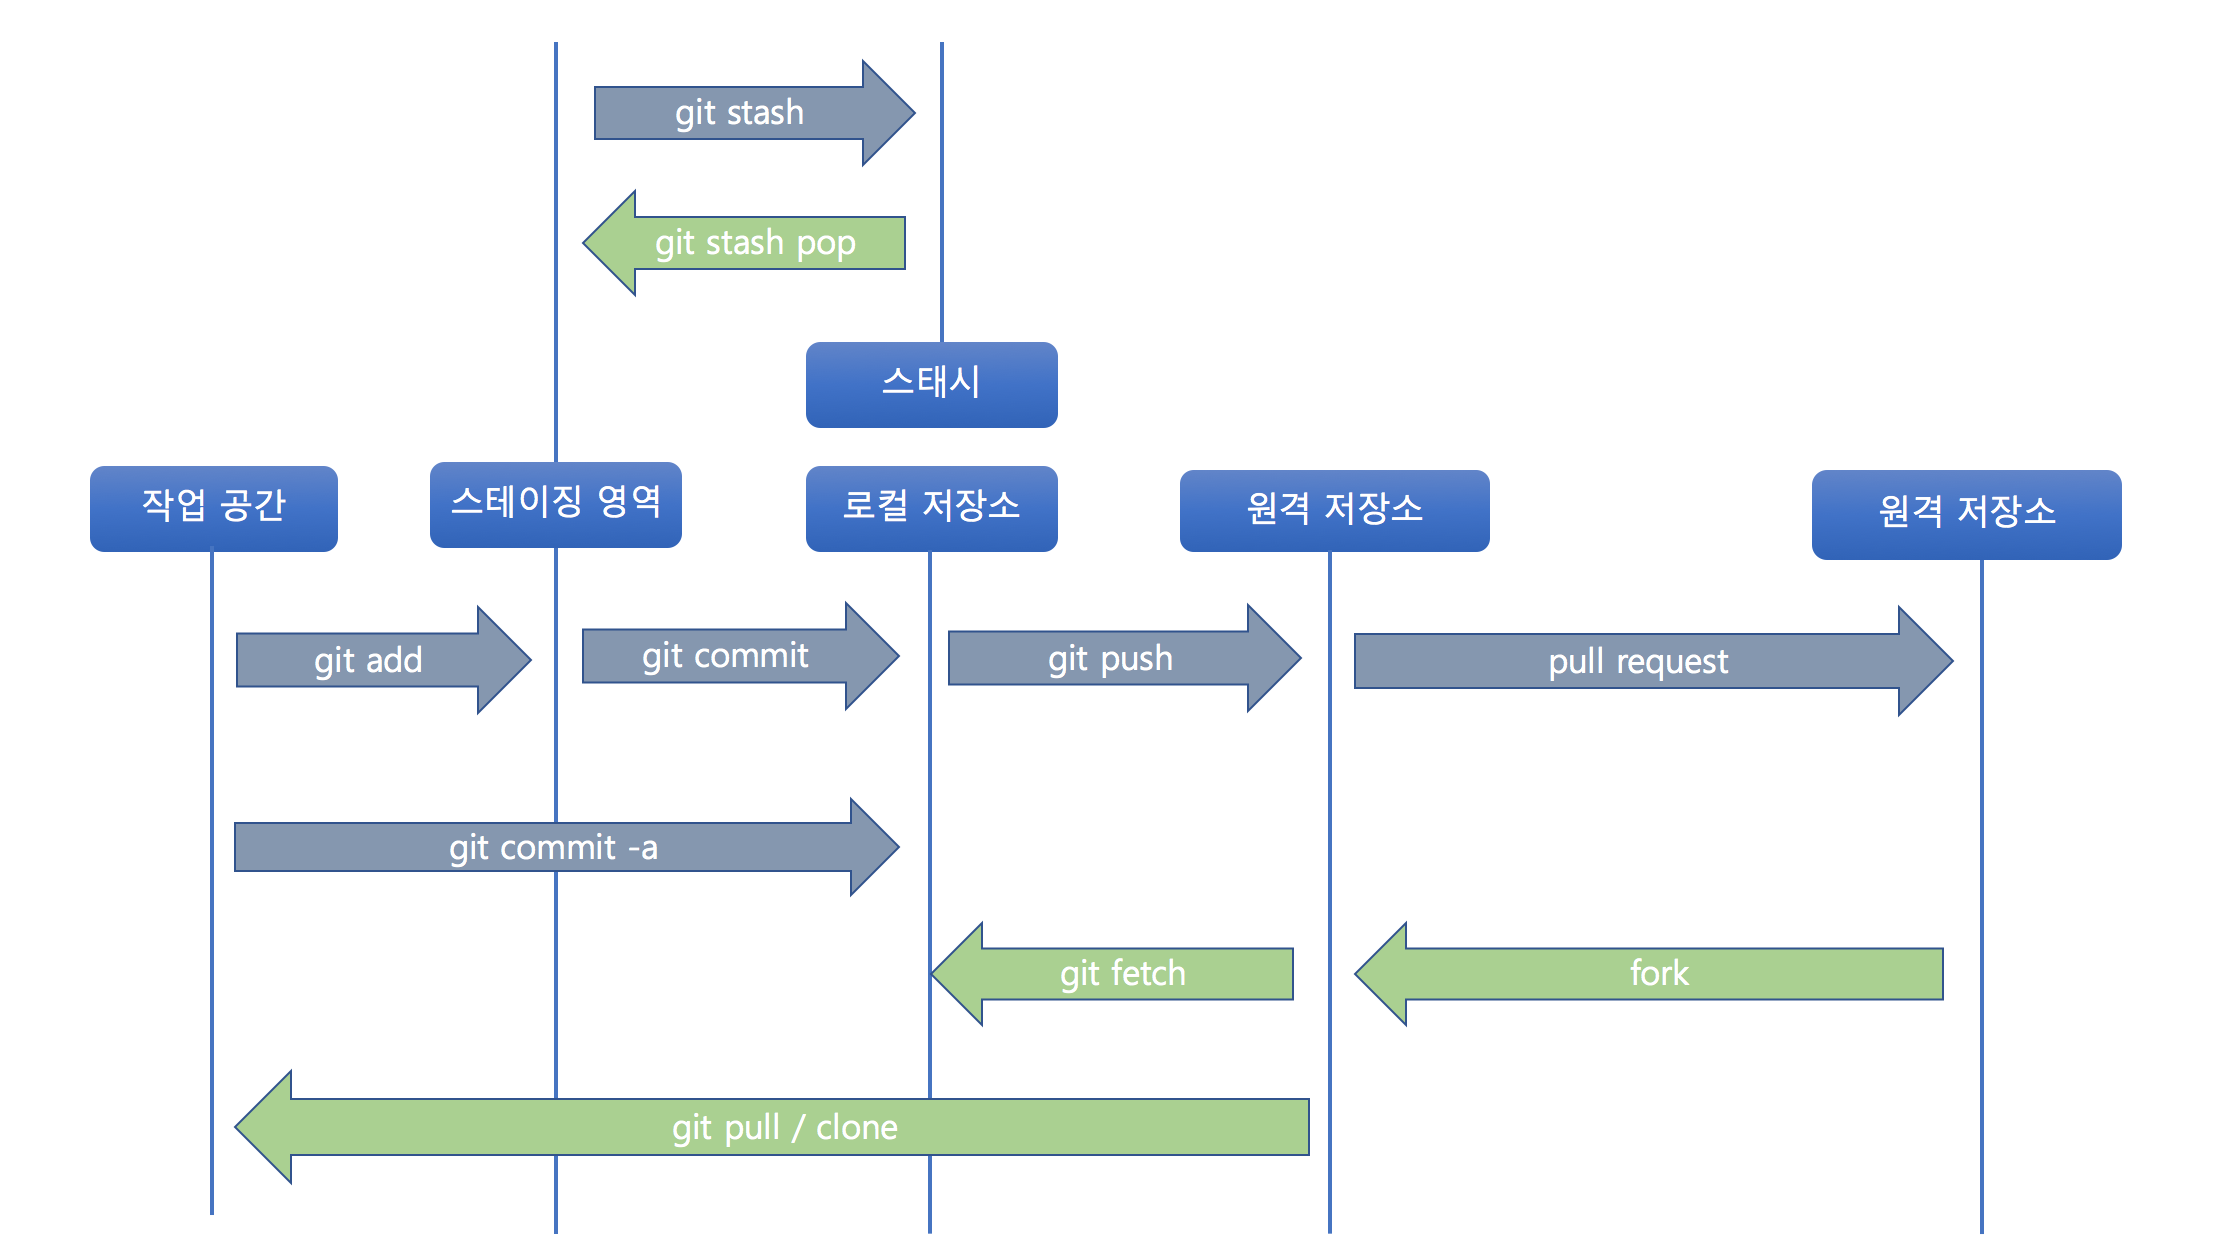 git stash
git stash pop
스태시
작업 공간
스테이징 영역
로컬 저장소
원격 저장소
원격 저장소
git add
git commit
git push
pull request
git commit -a
git fetch
fork
git pull / clone